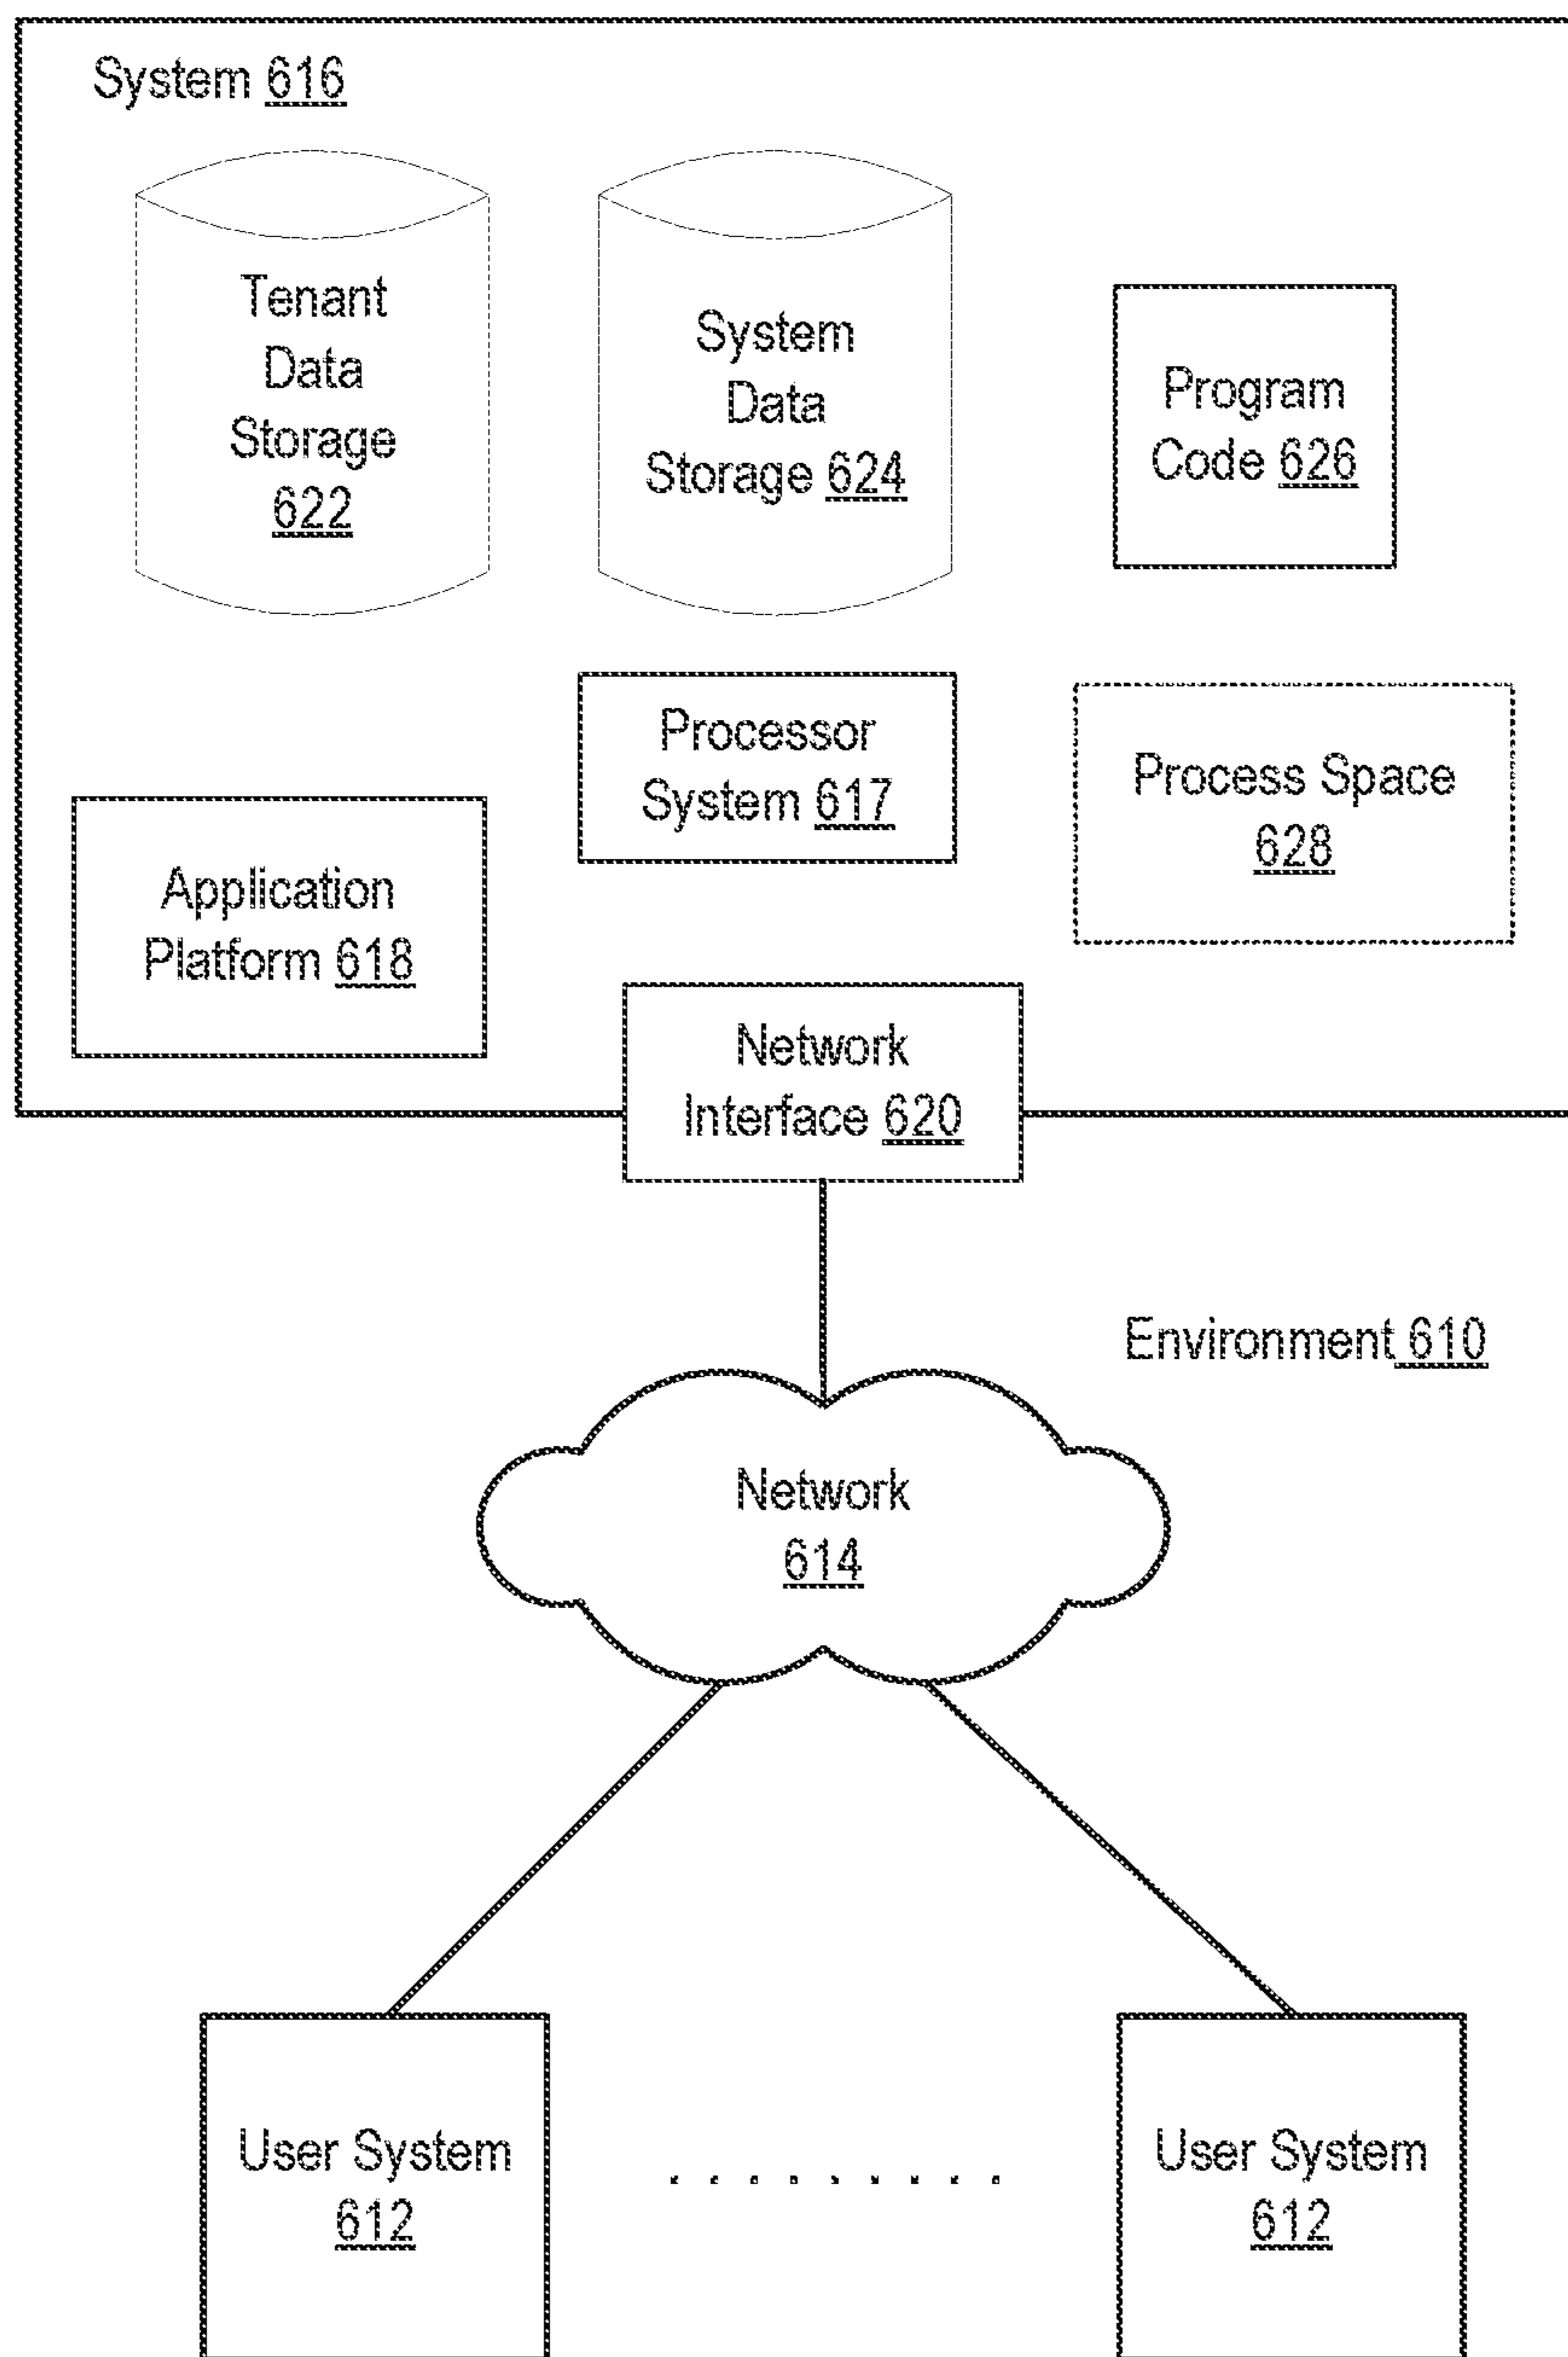 System 616
Tenant
Data
Storage
622
System
Data
Storage 624
Program
Code 626
Processor
System 617
Process Space
628
Application
Platform 618
Network
Interface 620
Environment 610
Network
614
User System
612
User System
612